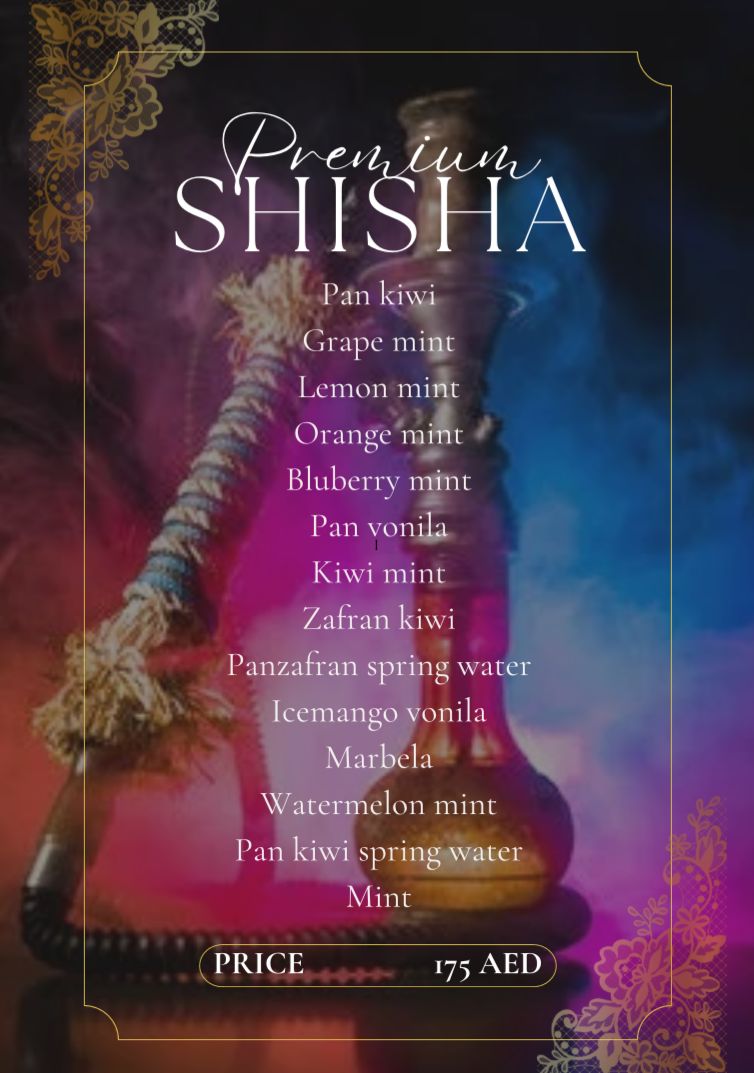 Premium
SHISHA
Pan kiwi
Grape mint
Lemon mint
Orange mint
Bluberry mint
Pan vonila
Kiwi mint
Zafran kiwi
Panzafran spring water
Icemango vonila
Marbela
Watermelon mint
Pan kiwi spring water
Mint
PRICE 175 AED